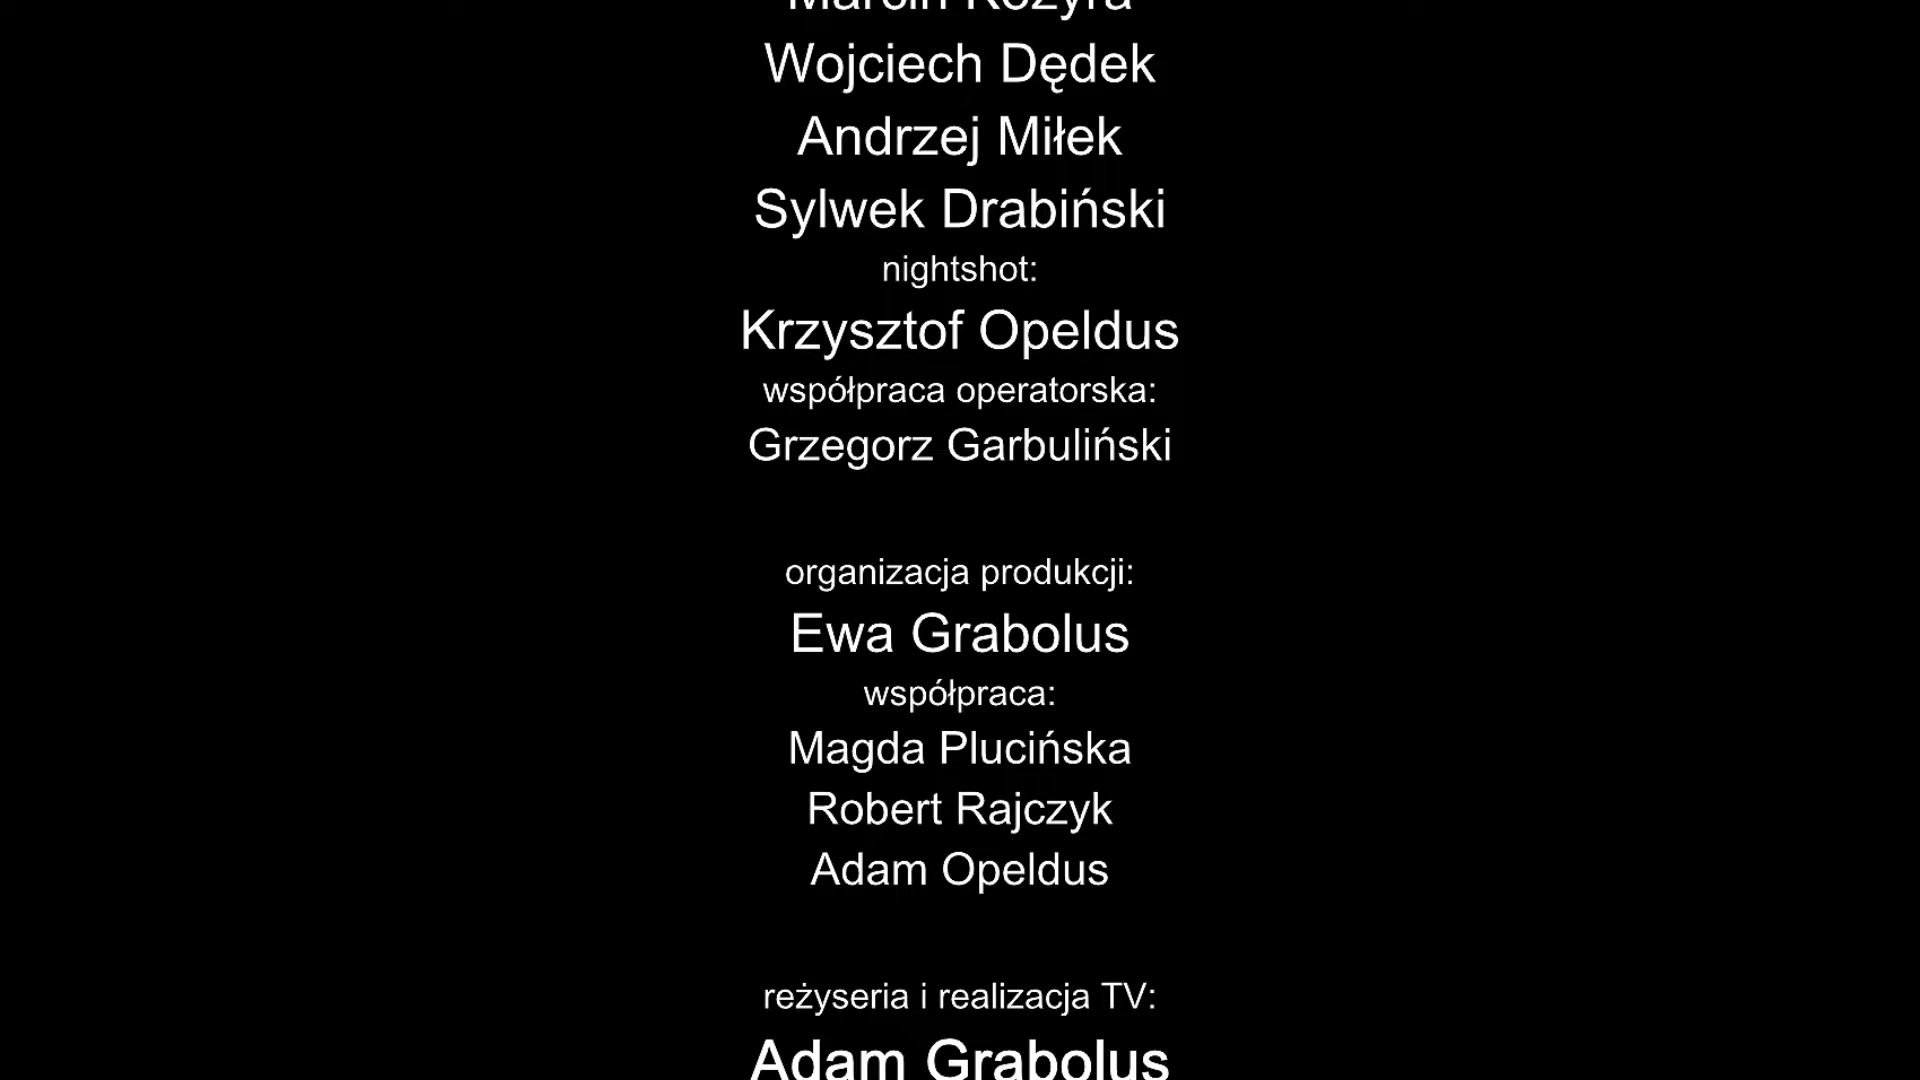 Wojciech Dędek
Andrzej Miłek
Sylwek Drabiński
nightshot:
Krzysztof Opeldus
współpraca operatorska:
Grzegorz Garbuliński
organizacja produkcji:
Ewa Grabolus
współpraca:
Magda Plucińska
Robert Rajczyk
Adam Opeldus
reżyseria i realizacja TV:
Adam Grabolus